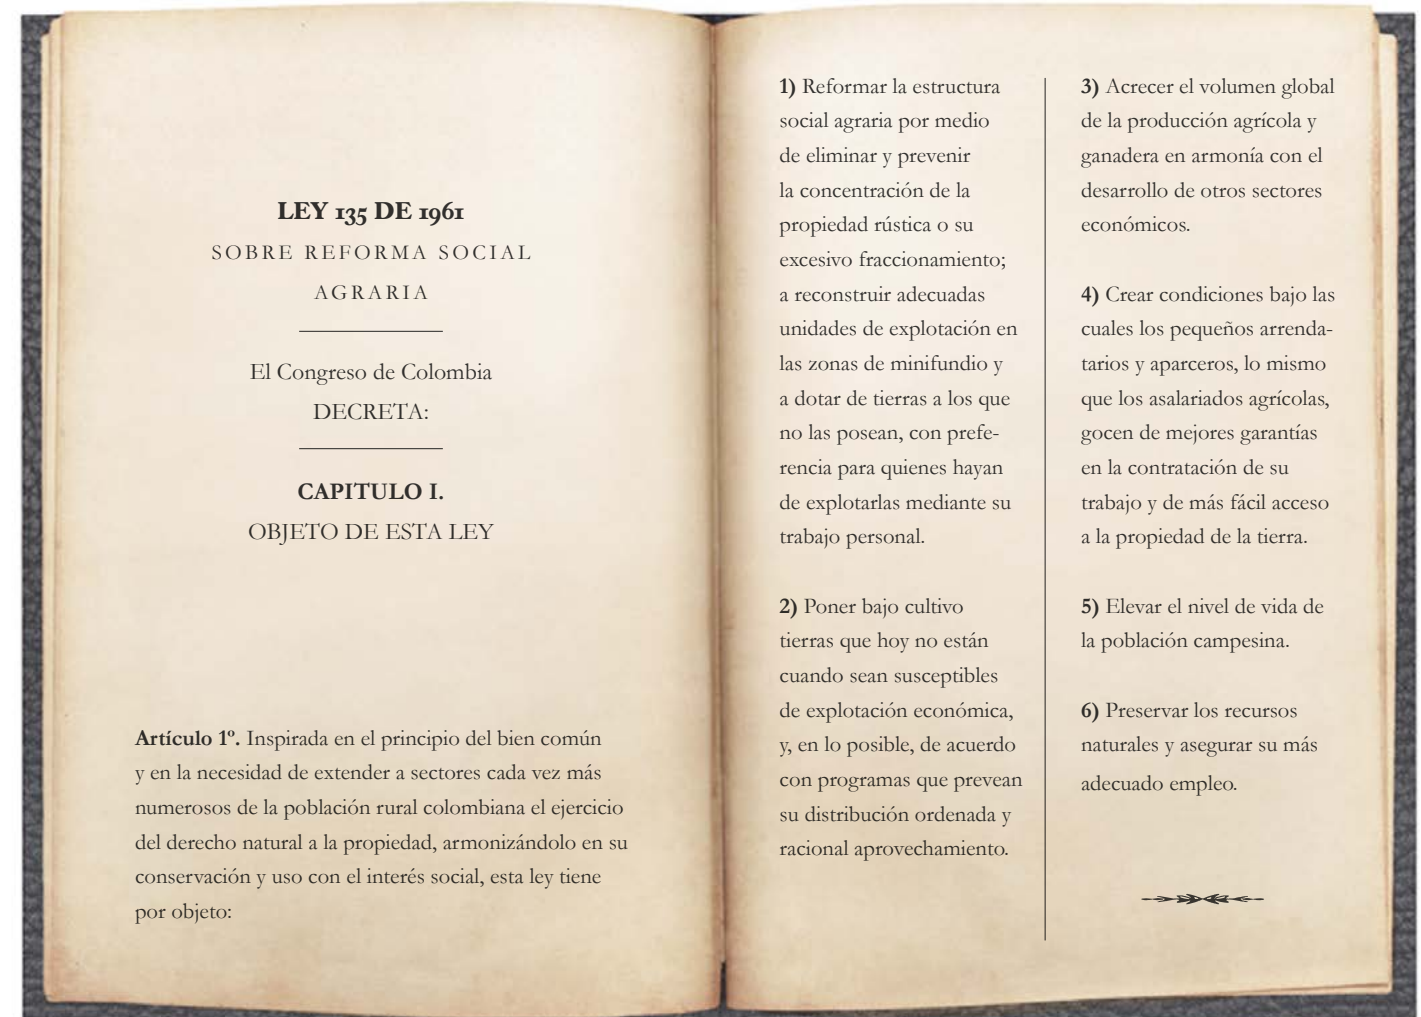 LEY 135 DE 1961
SOBRE REFORMA SOCIAL
AGRARIA
El Congreso de Colombia
DECRETA:
CAPITULO I.
OBJETO DE ESTA LEY
Artículo 1º. Inspirada en el principio del bien común
y en la necesidad de extender a sectores cada vez más
numerosos de la población rural colombiana el ejercicio
del derecho natural a la propiedad, armonizándolo en su
conservación y uso con el interés social, esta ley tiene
por objeto:
1) Reformar la estructura
social agraria por medio
de eliminar y prevenir
la concentración de la
propiedad rústica o su
excesivo fraccionamiento;
a reconstruir adecuadas
unidades de explotación en
las zonas de minifundio y
a dotar de tierras a los que
no las posean, con prefe-
rencia para quienes hayan
de explotarlas mediante su
trabajo personal.
2) Poner bajo cultivo
tierras que hoy no están
cuando sean susceptibles
de explotación económica,
y, en lo posible, de acuerdo
con programas que prevean
su distribución ordenada y
racional aprovechamiento.
3) Acrecer el volumen global
de la producción agrícola y
ganadera en armonía con el
desarrollo de otros sectores
económicos.
4) Crear condiciones bajo las
cuales los pequeños arrenda-
tarios y aparceros, lo mismo
que los asalariados agrícolas,
gocen de mejores garantías
en la contratación de su
trabajo y de más fácil acceso
a la propiedad de la tierra.
5) Elevar el nivel de vida de
la población campesina.
6) Preservar los recursos
naturales y asegurar su más
adecuado empleo.